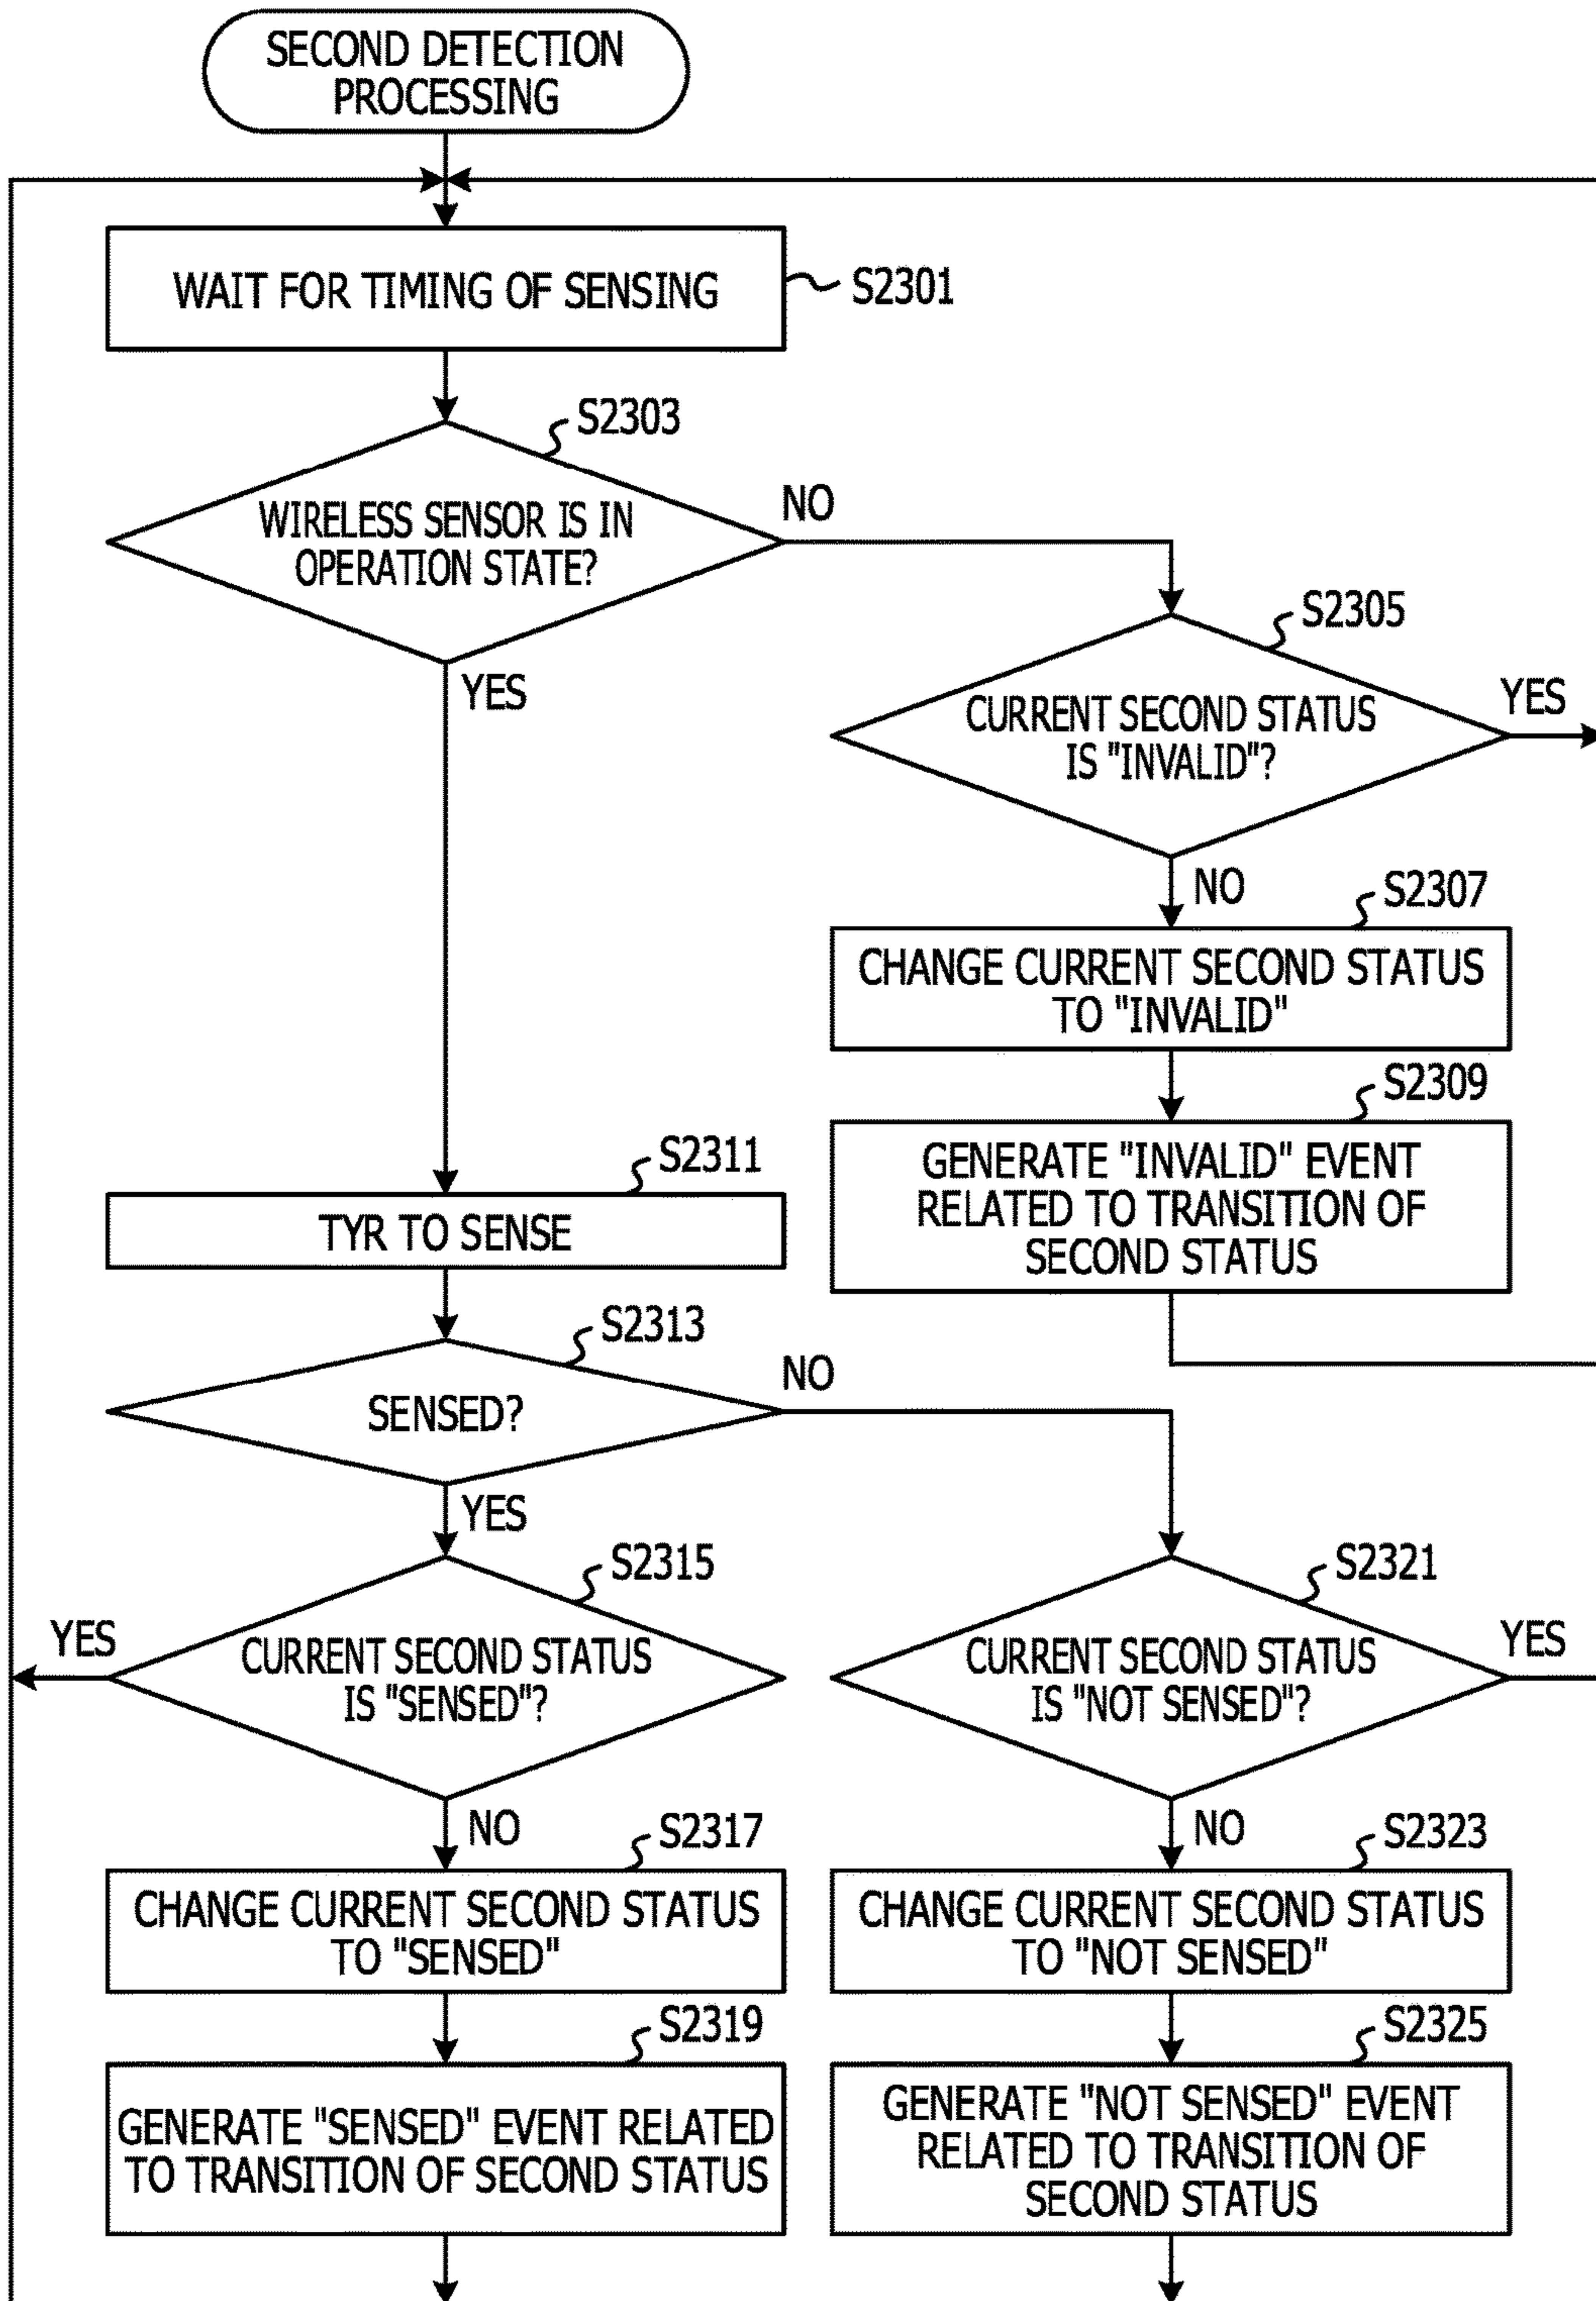 SECOND DETECTION
PROCESSING
WAIT FOR TIMING OF SENSING
S2301
S2303
WIRELESS SENSOR IS IN
OPERATION STATE?
NO
YES
S2305
CURRENT SECOND STATUS
IS "INVALID"?
YES
NO
S2307
CHANGE CURRENT SECOND STATUS
TO "INVALID"
S2309
GENERATE "INVALID" EVENT
RELATED TO TRANSITION OF
SECOND STATUS
S2311
TYR TO SENSE
S2313
SENSED?
NO
YES
S2315
CURRENT SECOND STATUS
IS "SENSED"?
YES
NO
S2317
CHANGE CURRENT SECOND STATUS
TO "SENSED"
S2319
GENERATE "SENSED" EVENT RELATED
TO TRANSITION OF SECOND STATUS
S2321
CURRENT SECOND STATUS
IS "NOT SENSED"?
YES
NO
S2323
CHANGE CURRENT SECOND STATUS
TO "NOT SENSED"
S2325
GENERATE "NOT SENSED" EVENT
RELATED TO TRANSITION OF
SECOND STATUS